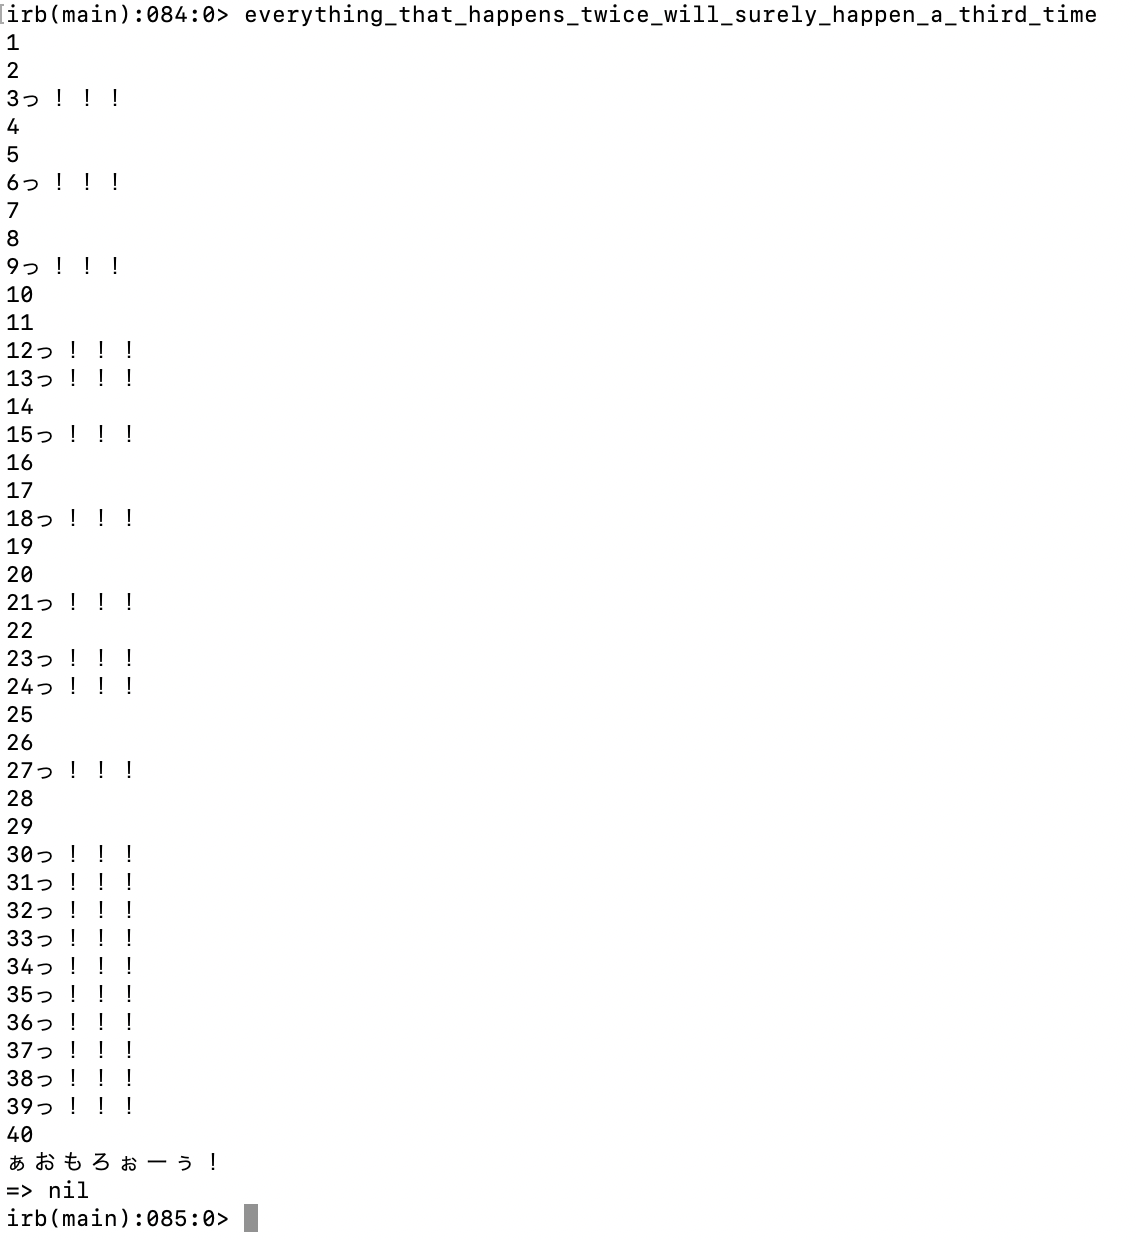 irb(main):084:0> everything_that_happens_twice_will_surely_happen_a_third_time
1
2
3っ！！！
4
5
6っ！！！
7
8
9っ！！！
10
11
12っ！！！
13っ！！！
14
15っ！！！
16
17
18っ！！！
19
20
21っ！！！
22
23っ！！！
24っ！！！
25
26
27っ！！！
28
29
30っ！！！
31っ！！！
32っ！！！
33っ！！！
34っ！！！
35っ！！！
36っ！！！
37っ！！！
38っ！！！
39っ！！！
40
ぁおもろぉーぅ！
=> nil
irb(main):085:0>